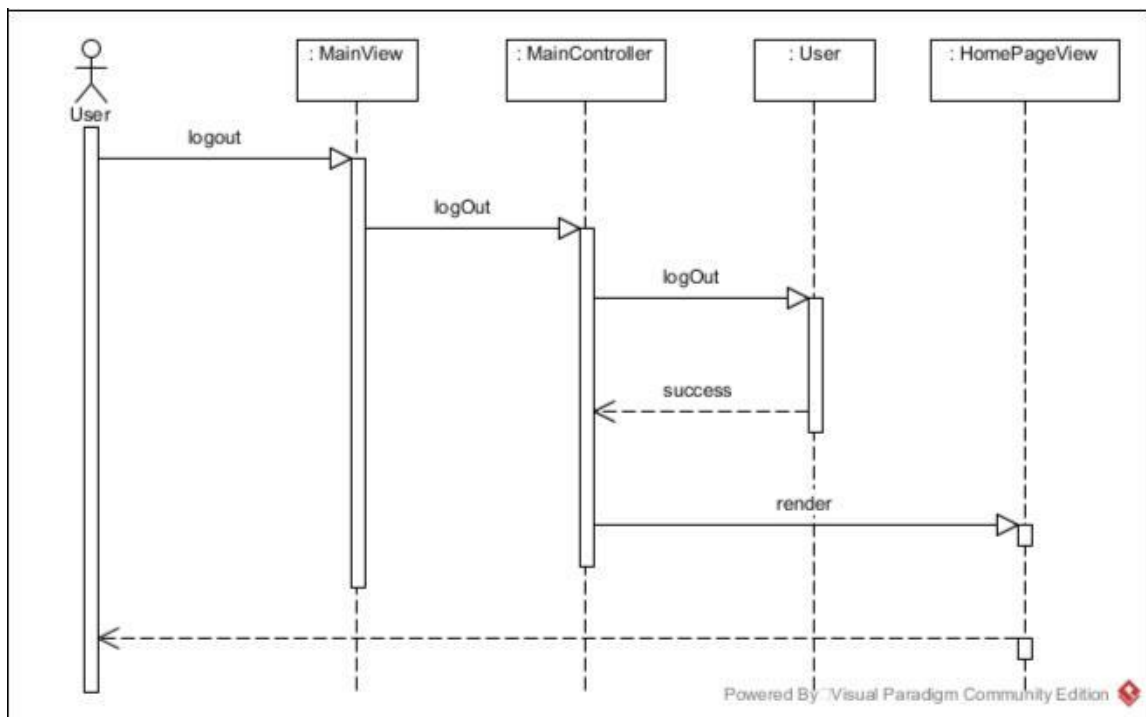 : MainView
: MainController
: User
: HomePageView
User
logout
logOut
logOut
success
render
Powered By Visual Paradigm Community Edition